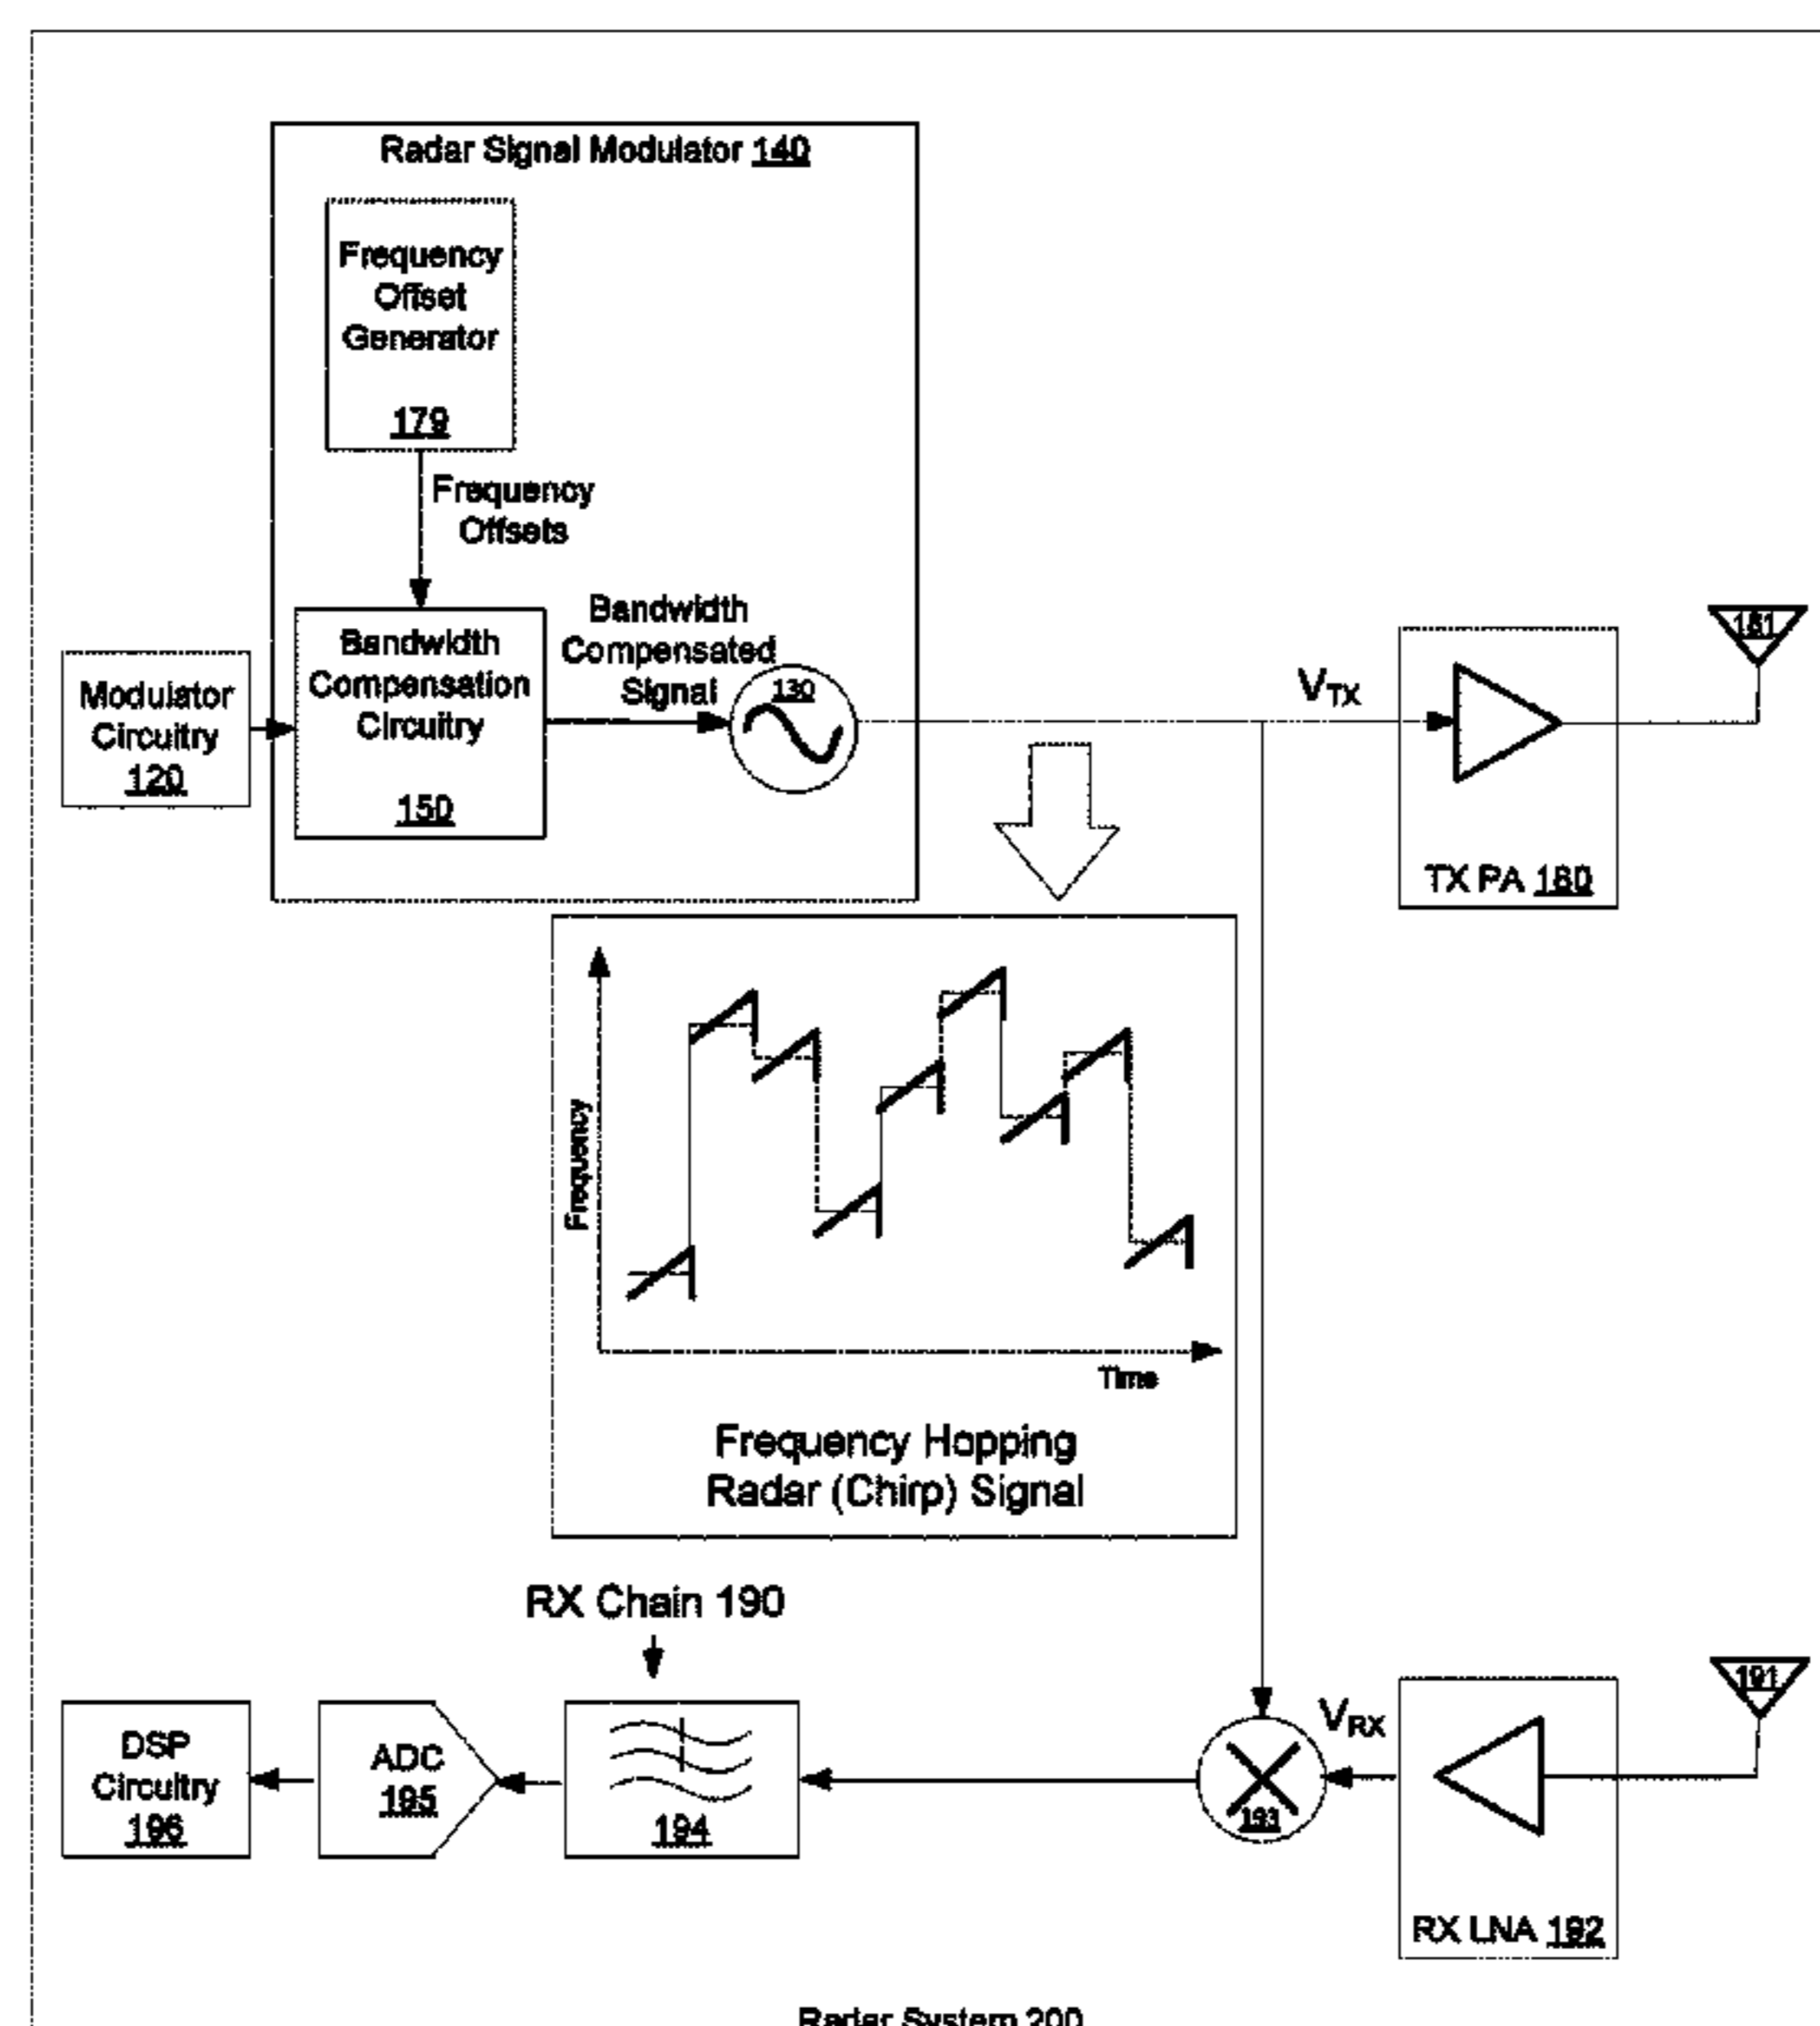 Radar Signal Modulator 140
Frequency
Offset
Generator
179
Frequency
Offsets
Bandwidth
Compensation
Circuitry
150
Bandwidth
Compensated
Signal
130
Modulator
Circuitry
120
VTX
181
TX PA 180
Frequency
Time
Frequency Hopping
Radar (Chirp) Signal
RX Chain 190
DSP
Circuitry
196
ADC
195
194
193
VRX
191
RX LNA 192
Radar System 200